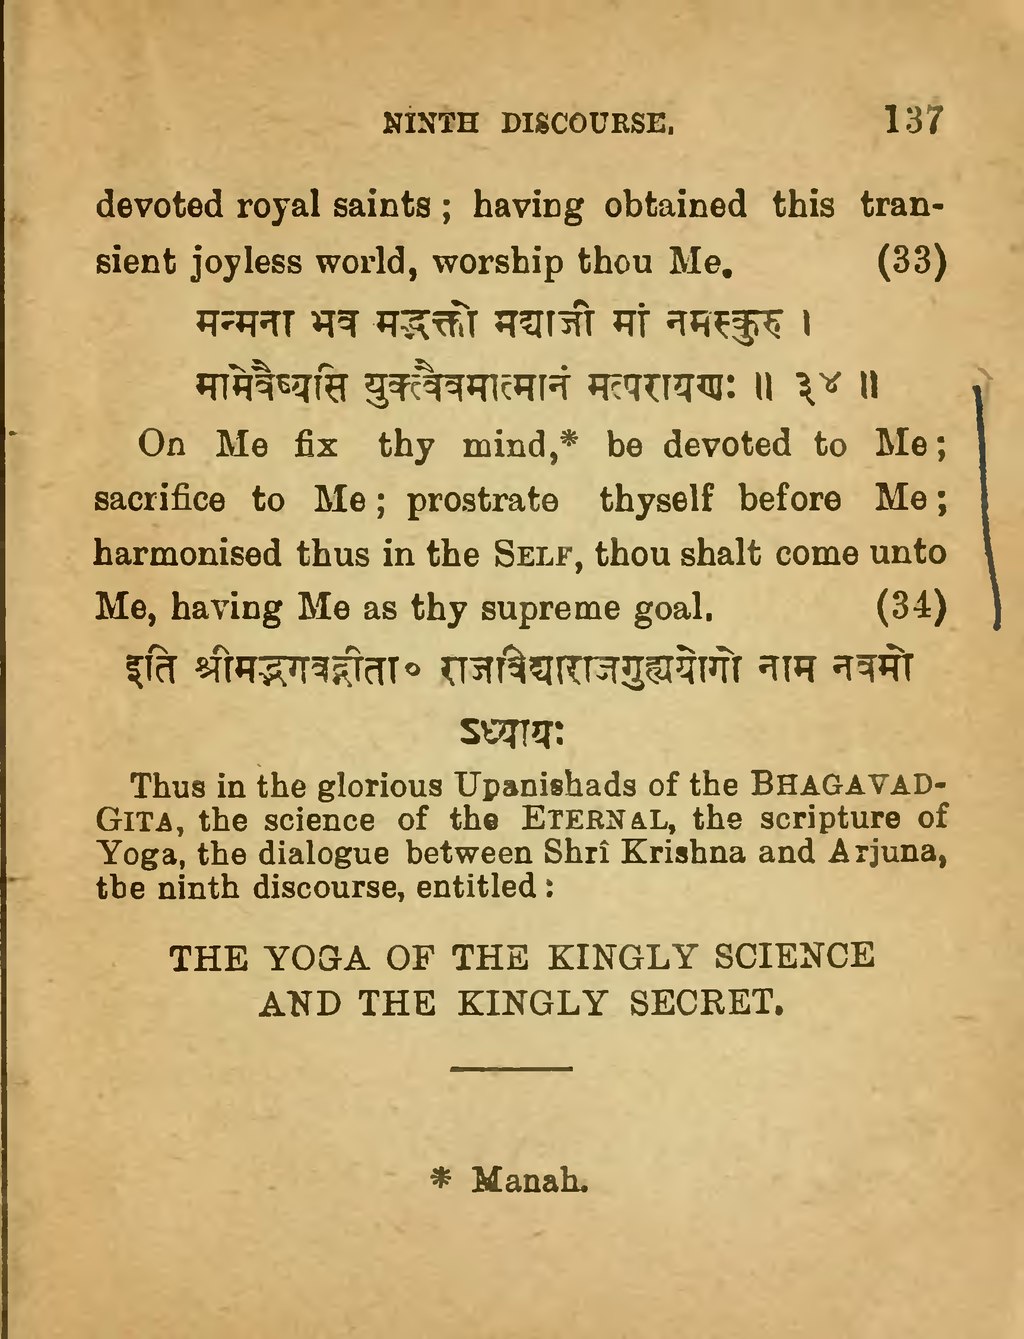 NINTH DISCOURSE. 137
devoted royal saints ; having obtained this tran-
sient joyless world, worship thou Me. (33)
मन्मना भव मद्भक्तो मद्याजी मां नमस्कुरु ।
मामेवैष्यसि युक्त्वैवमात्मानं मत्परायणः ॥ ३४ ॥
On Me fix thy mind,* be devoted to Me ;
sacrifice to Me ; prostrate thyself before Me ;
harmonised thus in the SELF, thou shalt come unto
Me, having Me as thy supreme goal. (34)
इति श्रीमद्भगवद्गीता० राजविद्याराजगुह्ययोगो नाम नवमो
ऽध्यायः
Thus in the glorious Upanishads of the BHAGAVAD-
GITA, the science of the ETERNAL, the scripture of
Yoga, the dialogue between Shrî Krishna and Arjuna,
the ninth discourse, entitled :
THE YOGA OF THE KINGLY SCIENCE
AND THE KINGLY SECRET.
* Manah.